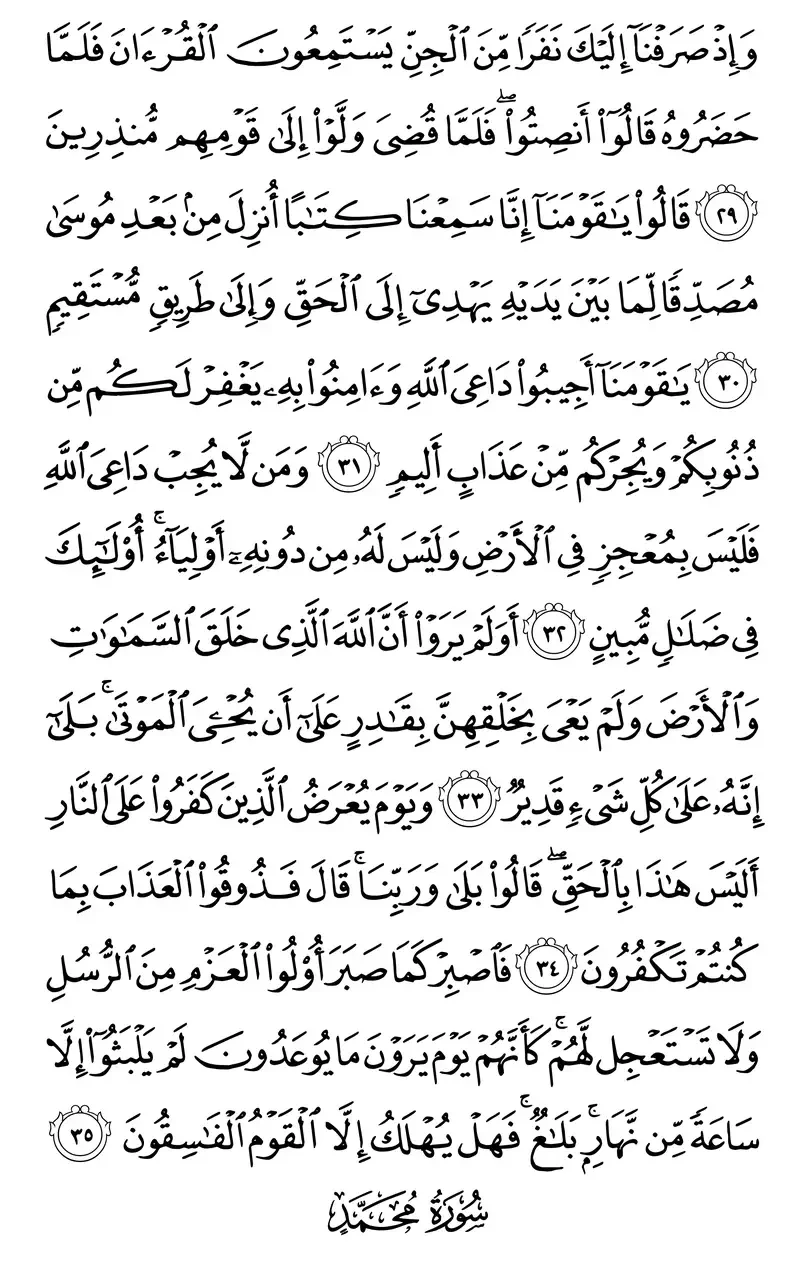 وَإِذۡ صَرَفۡنَآ إِلَيۡكَ نَفَرٗا مِّنَ ٱلۡجِنِّ يَسۡتَمِعُونَ ٱلۡقُرۡءَانَ فَلَمَّا
حَضَرُوهُ قَالُوٓاْ أَنصِتُواْۖ فَلَمَّا قُضِيَ وَلَّوۡاْ إِلَىٰ قَوۡمِهِم مُّنذِرِينَ
٢٩ قَالُواْ يَٰقَوۡمَنَآ إِنَّا سَمِعۡنَا كِتَٰبًا أُنزِلَ مِنۢ بَعۡدِ مُوسَىٰ
مُصَدِّقٗا لِّمَا بَيۡنَ يَدَيۡهِ يَهۡدِيٓ إِلَى ٱلۡحَقِّ وَإِلَىٰ طَرِيقٖ مُّسۡتَقِيمٖ
٣٠ يَٰقَوۡمَنَآ أَجِيبُواْ دَاعِيَ ٱللَّهِ وَءَامِنُواْ بِهِۦ يَغۡفِرۡ لَكُم مِّن
ذُنُوبِكُمۡ وَيُجِرۡكُم مِّنۡ عَذَابٍ أَلِيمٖ ٣١ وَمَن لَّا يُجِبۡ دَاعِيَ ٱللَّهِ
فَلَيۡسَ بِمُعۡجِزٖ فِي ٱلۡأَرۡضِ وَلَيۡسَ لَهُۥ مِن دُونِهِۦٓ أَوۡلِيَآءُۚ أُوْلَٰٓئِكَ
فِي ضَلَٰلٖ مُّبِينٍ ٣٢ أَوَلَمۡ يَرَوۡاْ أَنَّ ٱللَّهَ ٱلَّذِي خَلَقَ ٱلسَّمَٰوَٰتِ
وَٱلۡأَرۡضَ وَلَمۡ يَعۡيَ بِخَلۡقِهِنَّ بِقَٰدِرٍ عَلَىٰٓ أَن يُحۡـِۧيَ ٱلۡمَوۡتَىٰۚ بَلَىٰٓ
إِنَّهُۥ عَلَىٰ كُلِّ شَيۡءٖ قَدِيرٞ ٣٣ وَيَوۡمَ يُعۡرَضُ ٱلَّذِينَ كَفَرُواْ عَلَى ٱلنَّارِ
أَلَيۡسَ هَٰذَا بِٱلۡحَقِّۖ قَالُواْ بَلَىٰ وَرَبِّنَاۚ قَالَ فَذُوقُواْ ٱلۡعَذَابَ بِمَا
كُنتُمۡ تَكۡفُرُونَ ٣٤ فَٱصۡبِرۡ كَمَا صَبَرَ أُوْلُواْ ٱلۡعَزۡمِ مِنَ ٱلرُّسُلِ
وَلَا تَسۡتَعۡجِل لَّهُمۡۚ كَأَنَّهُمۡ يَوۡمَ يَرَوۡنَ مَا يُوعَدُونَ لَمۡ يَلۡبَثُوٓاْ إِلَّا
سَاعَةٗ مِّن نَّهَارِۭۚ بَلَٰغٞۚ فَهَلۡ يُهۡلَكُ إِلَّا ٱلۡقَوۡمُ ٱلۡفَٰسِقُونَ ٣٥
سُورَةُ مُحَمَّدٍ